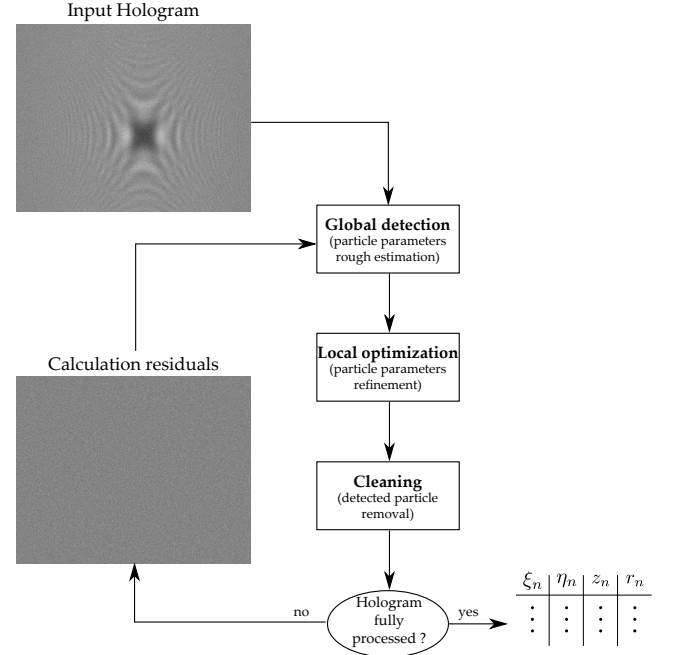 Input Hologram
Global detection
(particle parameters
rough estimation)
Local optimization
(particle parameters
refinement)
Calculation residuals
Cleaning
(detected particle
removal)
Hologram
fully
processed ?
no
yes
ξn ηn zn rn
⋮ ⋮ ⋮ ⋮